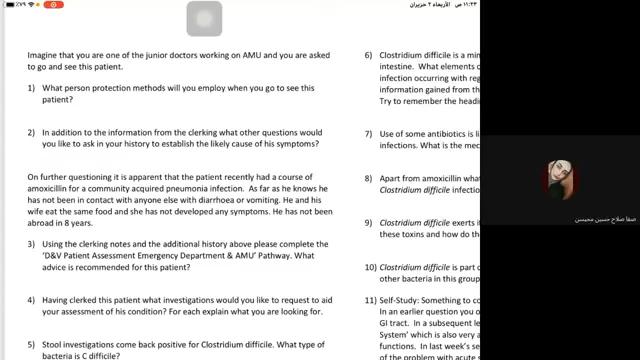 ٪٧٩
١١:٢٣ ص الأربعاء ٢ حزيران
Imagine that you are one of the junior doctors working on AMU and you are asked
to go and see this patient.
1) What person protection methods will you employ when you go to see this
patient?
2) In addition to the information from the clerking what other questions would
you like to ask in your history to establish the likely cause of his symptoms?
On further questioning it is apparent that the patient recently had a course of
amoxicillin for a community acquired pneumonia infection. As far as he knows he
has not been in contact with anyone else with diarrhoea or vomiting. He and his
wife eat the same food and she has not developed any symptoms. He has not been
abroad in 8 years.
3) Using the clerking notes and the additional history above please complete the
‘D&V Patient Assessment Emergency Department & AMU’ Pathway. What
advice is recommended for this patient?
4) Having clerked this patient what investigations would you like to request to aid
your assessment of his condition? For each explain what you are looking for.
5) Stool investigations come back positive for Clostridium difficile. What type of
bacteria is C difficile?
6) Clostridium difficile is a
intestine. What elements
infection occurring with
information gained from
Try to remember the
7) Use of some antibiotics is
infections. What is the
8) Apart from amoxicillin
Clostridium difficile
9) Clostridium difficile exerts
these toxins and how do
10) Clostridium difficile is part
other bacteria in this group
11) Self-Study: Something to
In an earlier question you
GI tract. In a subsequent
System’ which is also very
functions. In last week’s
of the problem with acute
صفا صلاح حسين محيسن